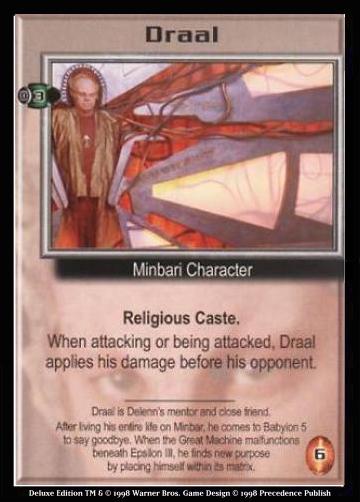 Draal
3
Minbari Character
Religious Caste.
When attacking or being attacked, Draal
applies his damage before his opponent.
Draal is Delenn's mentor and close friend.
After living his entire life on Minbar, he comes to Babylon 5
to say goodbye. When the Great Machine malfunctions
beneath Epsilon III, he finds new purpose
by placing himself within its matrix.
6
Deluxe Edition TM & © 1998 Warner Bros. Game Design © 1998 Precedence Publish